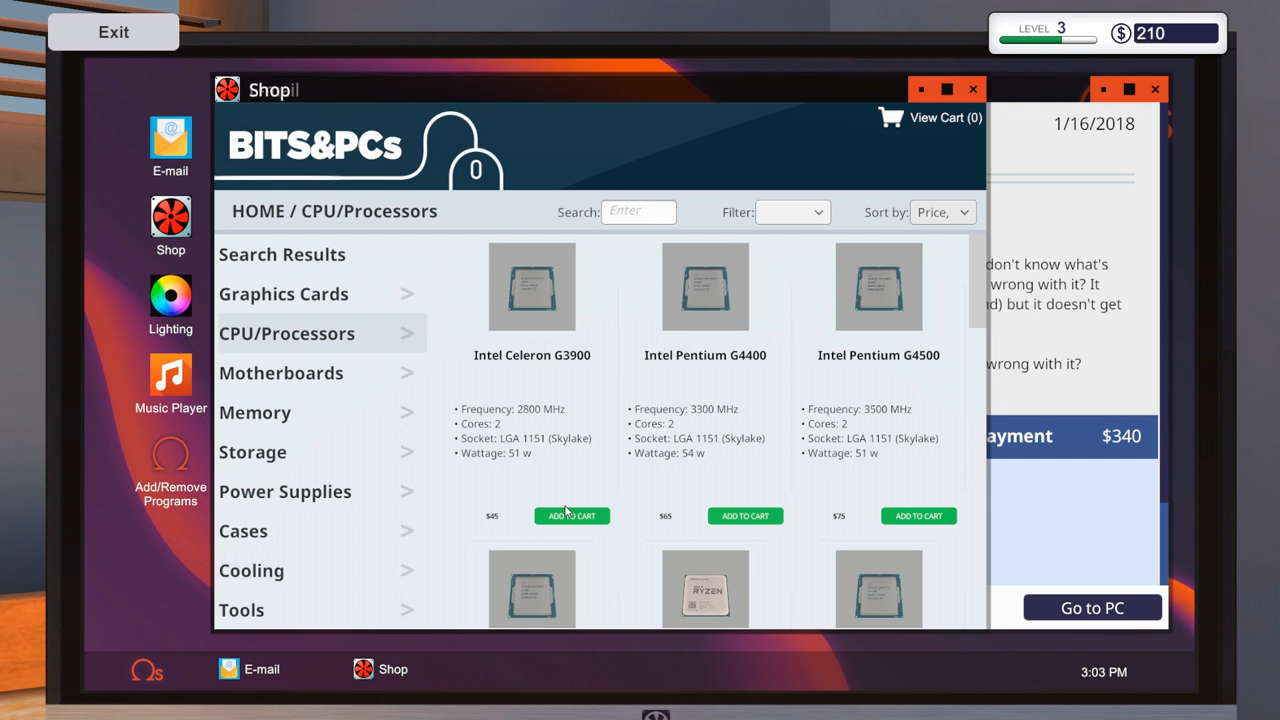 Exit
LEVEL 3
$ 210
Shop
BITS&PCs
View Cart (0)
1/16/2018
HOME / CPU/Processors
Search: Enter
Filter:
Sort by: Price,
Search Results
Graphics Cards >
CPU/Processors >
Motherboards >
Memory >
Storage >
Power Supplies >
Cases >
Cooling >
Tools >
Intel Celeron G3900
• Frequency: 2800 MHz
• Cores: 2
• Socket: LGA 1151 (Skylake)
• Wattage: 51 w
$45
ADD TO CART
Intel Pentium G4400
• Frequency: 3300 MHz
• Cores: 2
• Socket: LGA 1151 (Skylake)
• Wattage: 54 w
$65
ADD TO CART
Intel Pentium G4500
• Frequency: 3500 MHz
• Cores: 2
• Socket: LGA 1151 (Skylake)
• Wattage: 51 w
$75
ADD TO CART
RYZEN
don't know what's
wrong with it? It
nd) but it doesn't get
wrong with it?
ayment $340
Go to PC
E-mail
Shop
Lighting
Music Player
Add/Remove
Programs
E-mail
Shop
3:03 PM